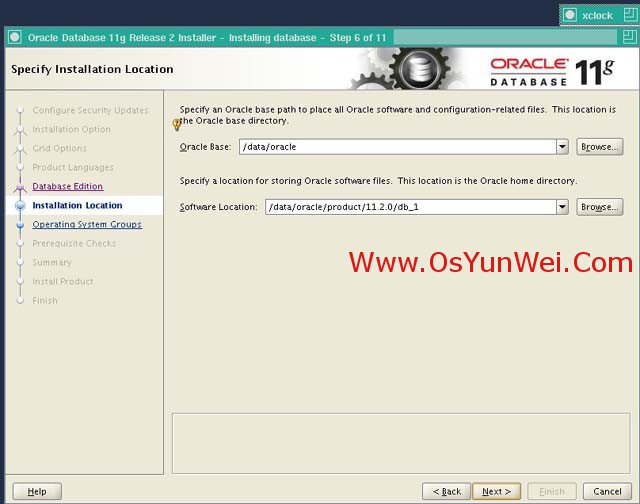 xclock
Oracle Database 11g Release 2 Installer - Installing database - Step 6 of 11
Specify Installation Location
ORACLE
DATABASE
11g
Configure Security Updates
Installation Option
Grid Options
Product Languages
Database Edition
Installation Location
Operating System Groups
Prerequisite Checks
Summary
Install Product
Finish
Specify an Oracle base path to place all Oracle software and configuration-related files. This location is
the Oracle base directory.
Oracle Base: /data/oracle Browse...
Specify a location for storing Oracle software files. This location is the Oracle home directory.
Software Location: /data/oracle/product/11.2.0/db_1 Browse...
Www.OsYunWei.Com
Help < Back Next > Finish Cancel